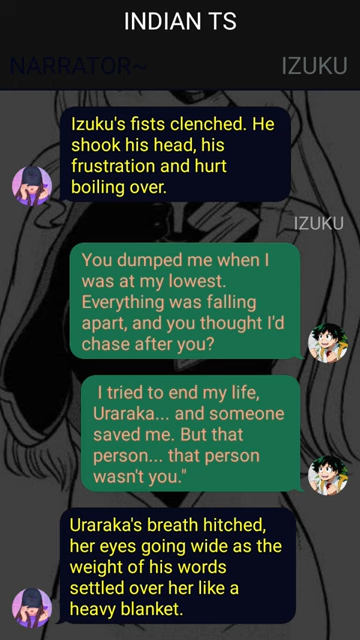 INDIAN TS
NARRATOR~
IZUKU
Izuku's fists clenched. He
shook his head, his
frustration and hurt
boiling over.
IZUKU
You dumped me when I
was at my lowest.
Everything was falling
apart, and you thought I'd
chase after you?
I tried to end my life,
Uraraka... and someone
saved me. But that
person... that person
wasn't you."
Uraraka's breath hitched,
her eyes going wide as the
weight of his words
settled over her like a
heavy blanket.